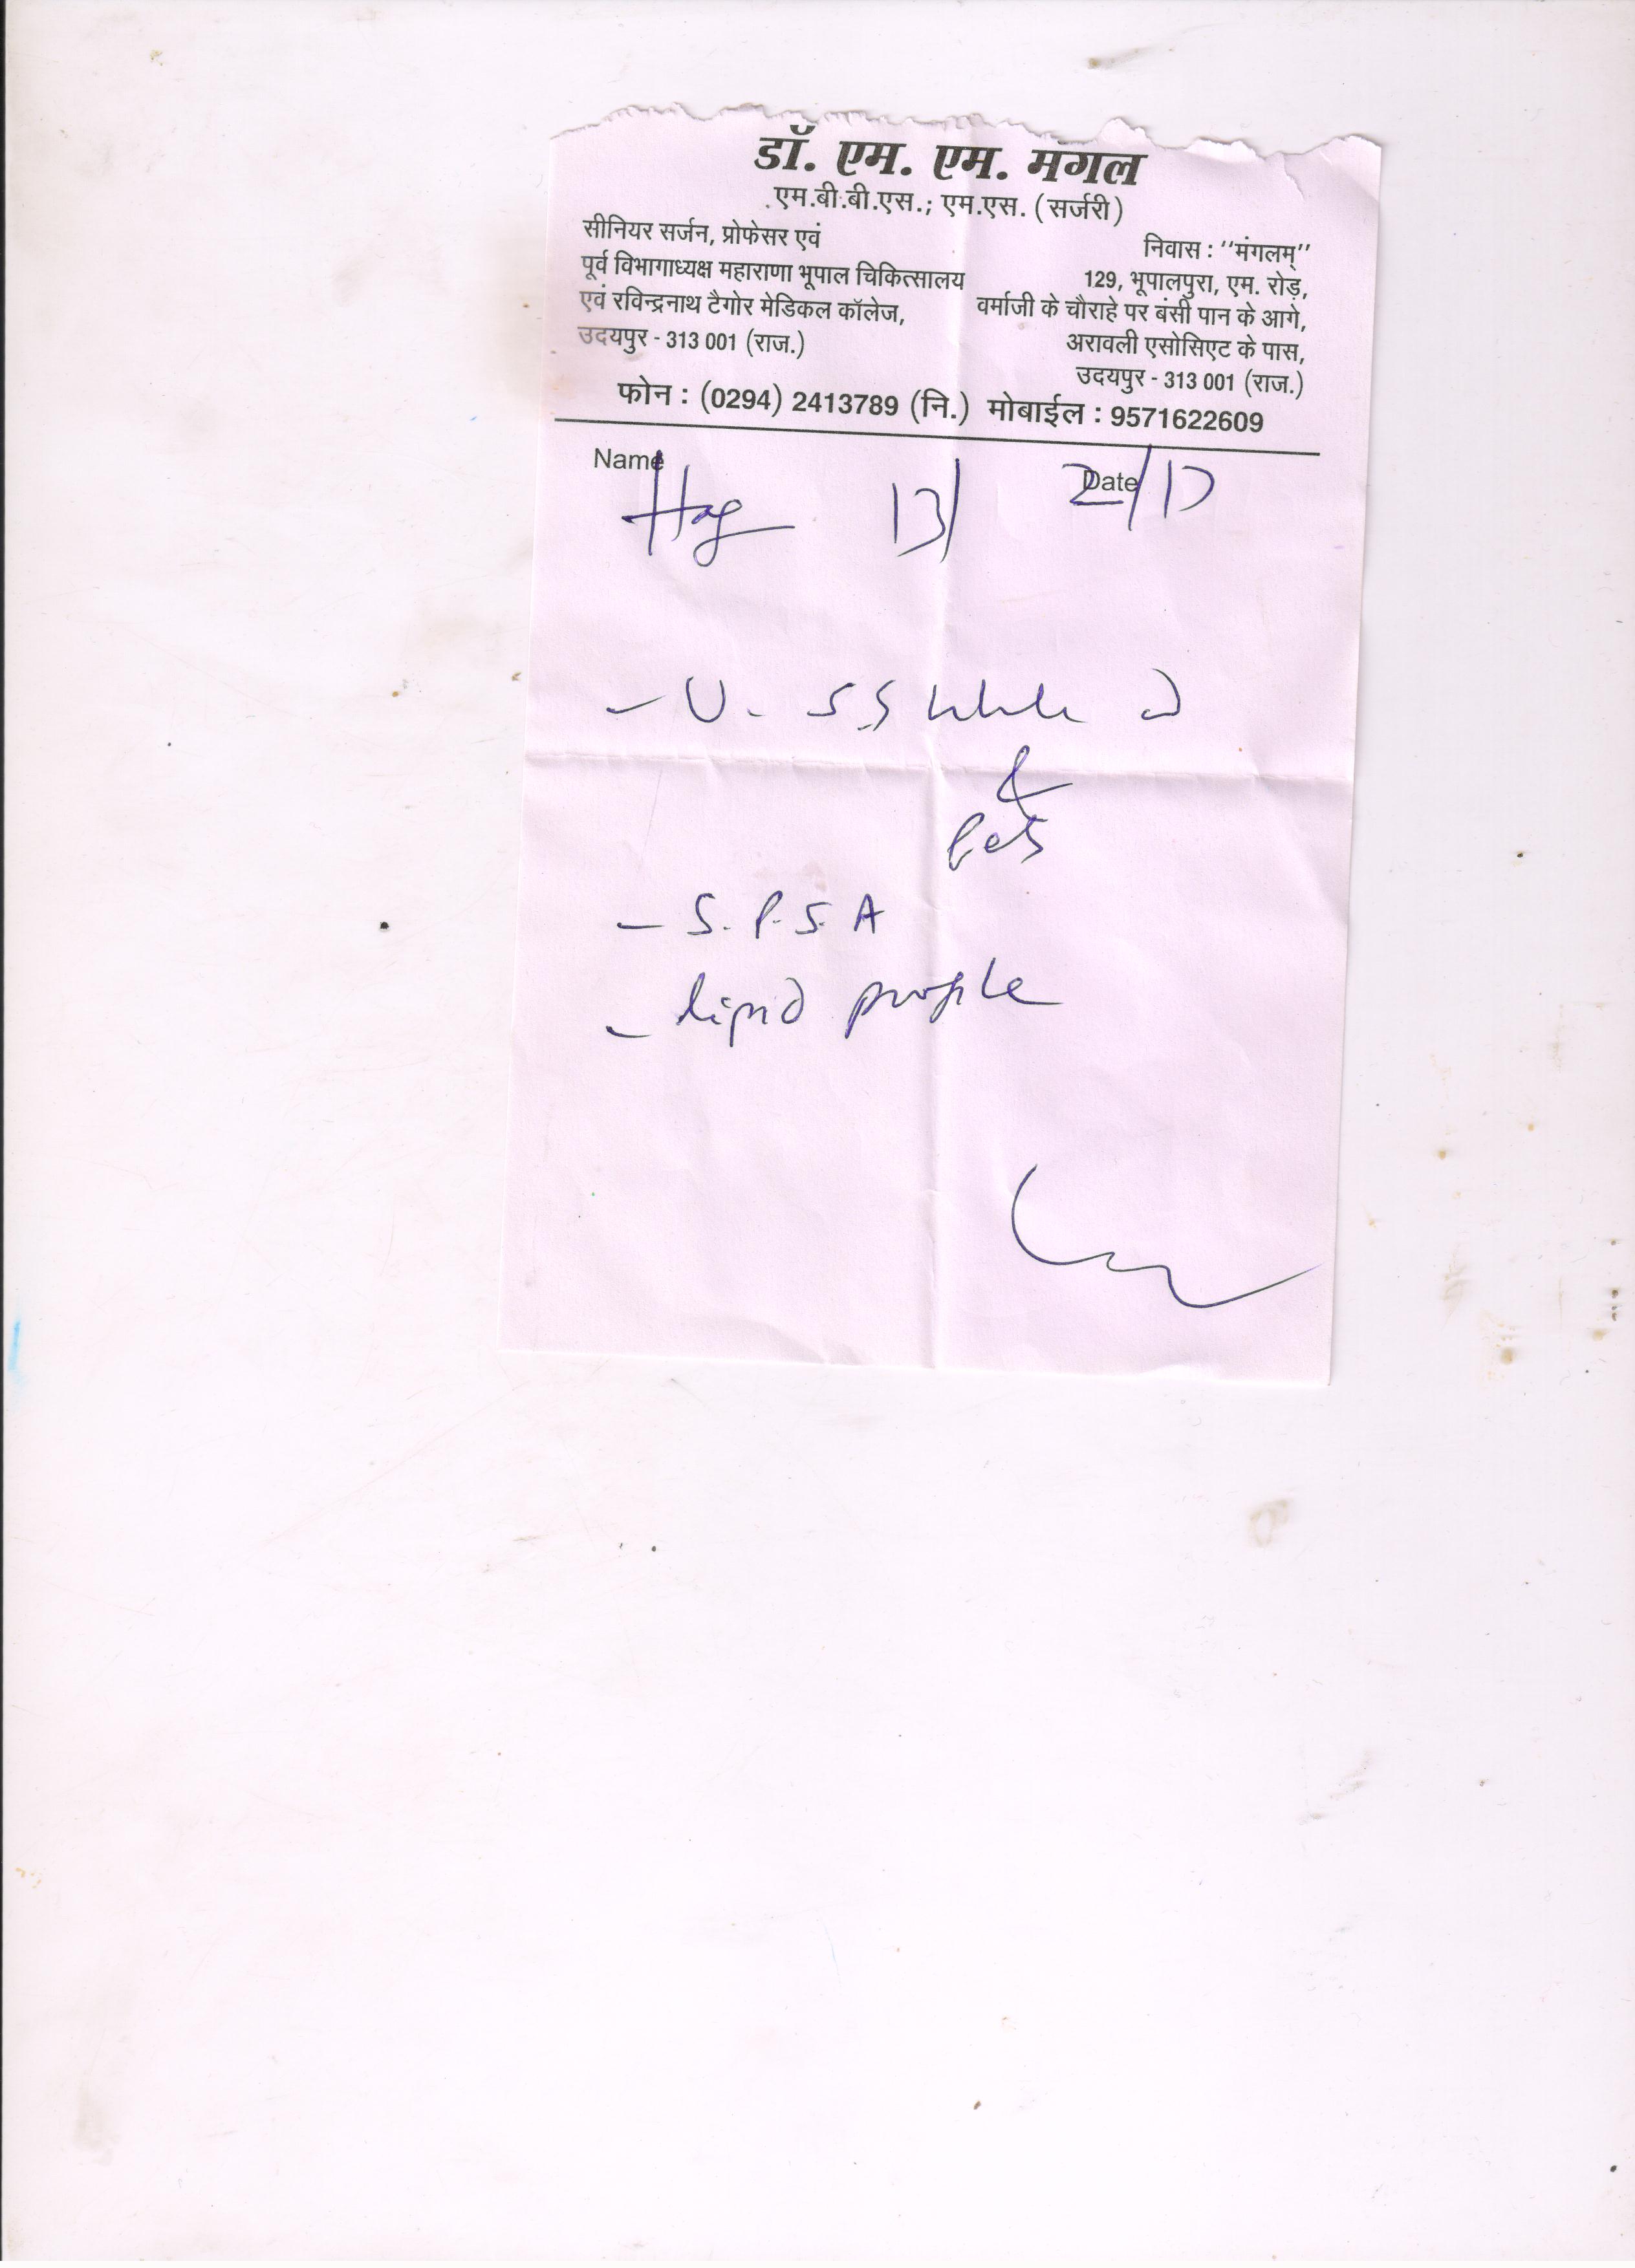 डॉ. एम. एम. मंगल
एम.बी.बी.एस.; एम.एस. (सर्जरी)
सीनियर सर्जन, प्रोफेसर एवं
पूर्व विभागाध्यक्ष महाराणा भूपाल चिकित्सालय
एवं रविन्द्रनाथ टैगोर मेडिकल कॉलेज,
उदयपुर - 313 001 (राज.)
निवास : ‘‘मंगलम्’’
129, भूपालपुरा, एम. रोड़,
वर्माजी के चौराहे पर बंसी पान के आगे,
अरावली एसोसिएट के पास,
उदयपुर - 313 001 (राज.)
फोन : (0294) 2413789 (नि.) मोबाईल : 9571622609
Name Date
13/ 2/17
- U. S.S
&
- S.P.S.A
- lipid profile